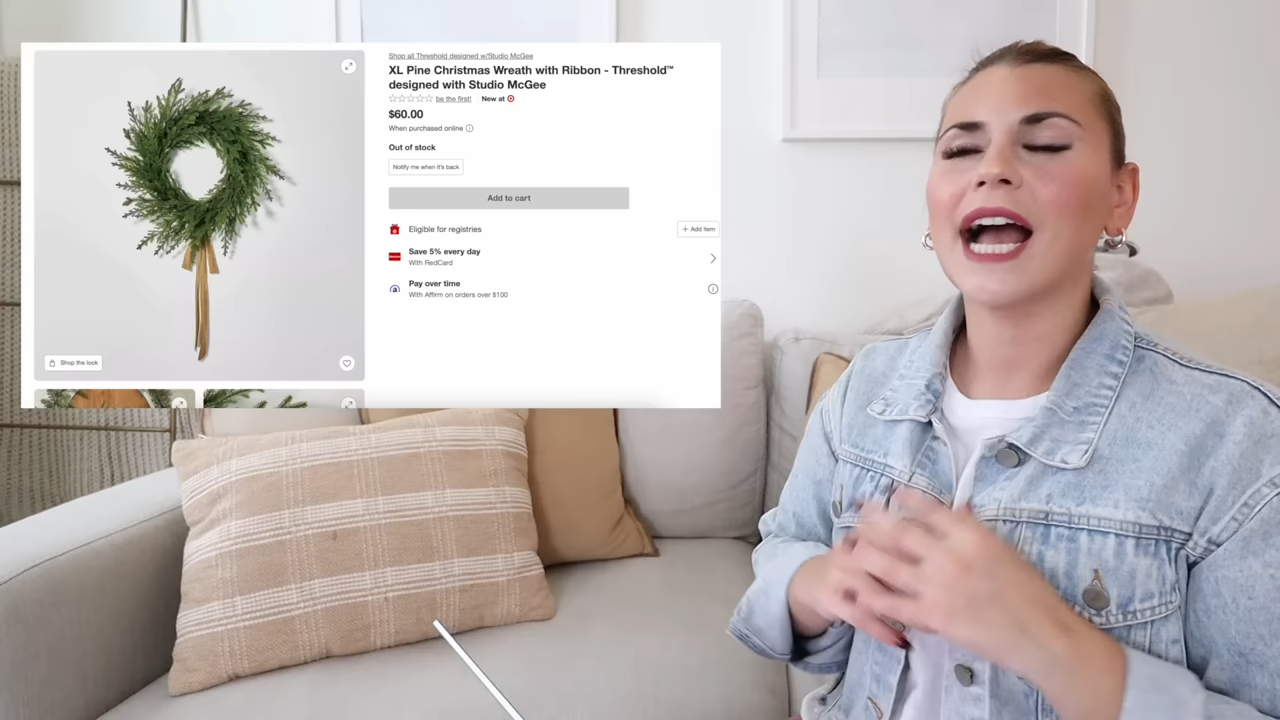 Shop all Threshold designed w/Studio McGee
XL Pine Christmas Wreath with Ribbon - Threshold™
designed with Studio McGee
be the first!
New at
$60.00
When purchased online
Out of stock
Notify me when it's back
Add to cart
Eligible for registries
+ Add item
Save 5% every day
With RedCard
Pay over time
With Affirm on orders over $100
Shop the look